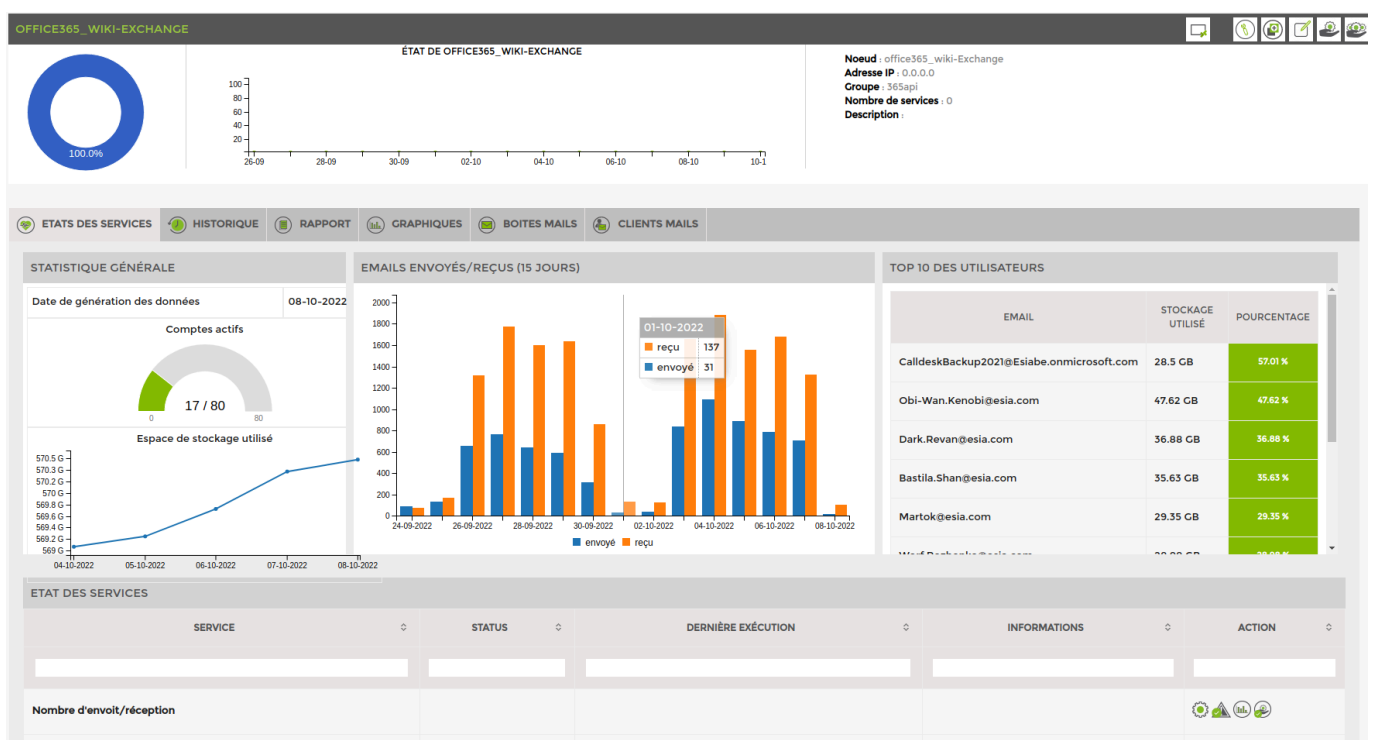 OFFICE365_WIKI-EXCHANGE
ÉTAT DE OFFICE365_WIKI-EXCHANGE
100.0%
100
80
60
40
20
26-09 28-09 30-09 02-10 04-10 06-10 08-10 10-1
Noeud : office365_wiki-Exchange
Adresse IP : 0.0.0.0
Groupe : 365api
Nombre de services : 0
Description :
ETATS DES SERVICES HISTORIQUE RAPPORT GRAPHIQUES BOITES MAILS CLIENTS MAILS
STATISTIQUE GÉNÉRALE
Date de génération des données 08-10-2022
Comptes actifs
17 / 80
0 80
Espace de stockage utilisé
570.5 G
570.3 G
570.2 G
570 G
569.8 G
569.6 G
569.4 G
569.2 G
569 G
04-10-2022 05-10-2022 06-10-2022 07-10-2022 08-10-2022
EMAILS ENVOYÉS/REÇUS (15 JOURS)
2000
1800
1600
1400
1200
1000
800
600
400
200
0
01-10-2022
reçu 137
envoyé 31
24-09-2022 26-09-2022 28-09-2022 30-09-2022 02-10-2022 04-10-2022 06-10-2022 08-10-2022
envoyé reçu
TOP 10 DES UTILISATEURS
EMAIL STOCKAGE UTILISÉ POURCENTAGE
CalldeskBackup2021@Esiabe.onmicrosoft.com 28.5 GB 57.01 %
Obi-Wan.Kenobi@esia.com 47.62 GB 47.62 %
Dark.Revan@esia.com 36.88 GB 36.88 %
Bastila.Shan@esia.com 35.63 GB 35.63 %
Martok@esia.com 29.35 GB 29.35 %
ETAT DES SERVICES
SERVICE STATUS DERNIÈRE EXÉCUTION INFORMATIONS ACTION
Nombre d'envoit/réception